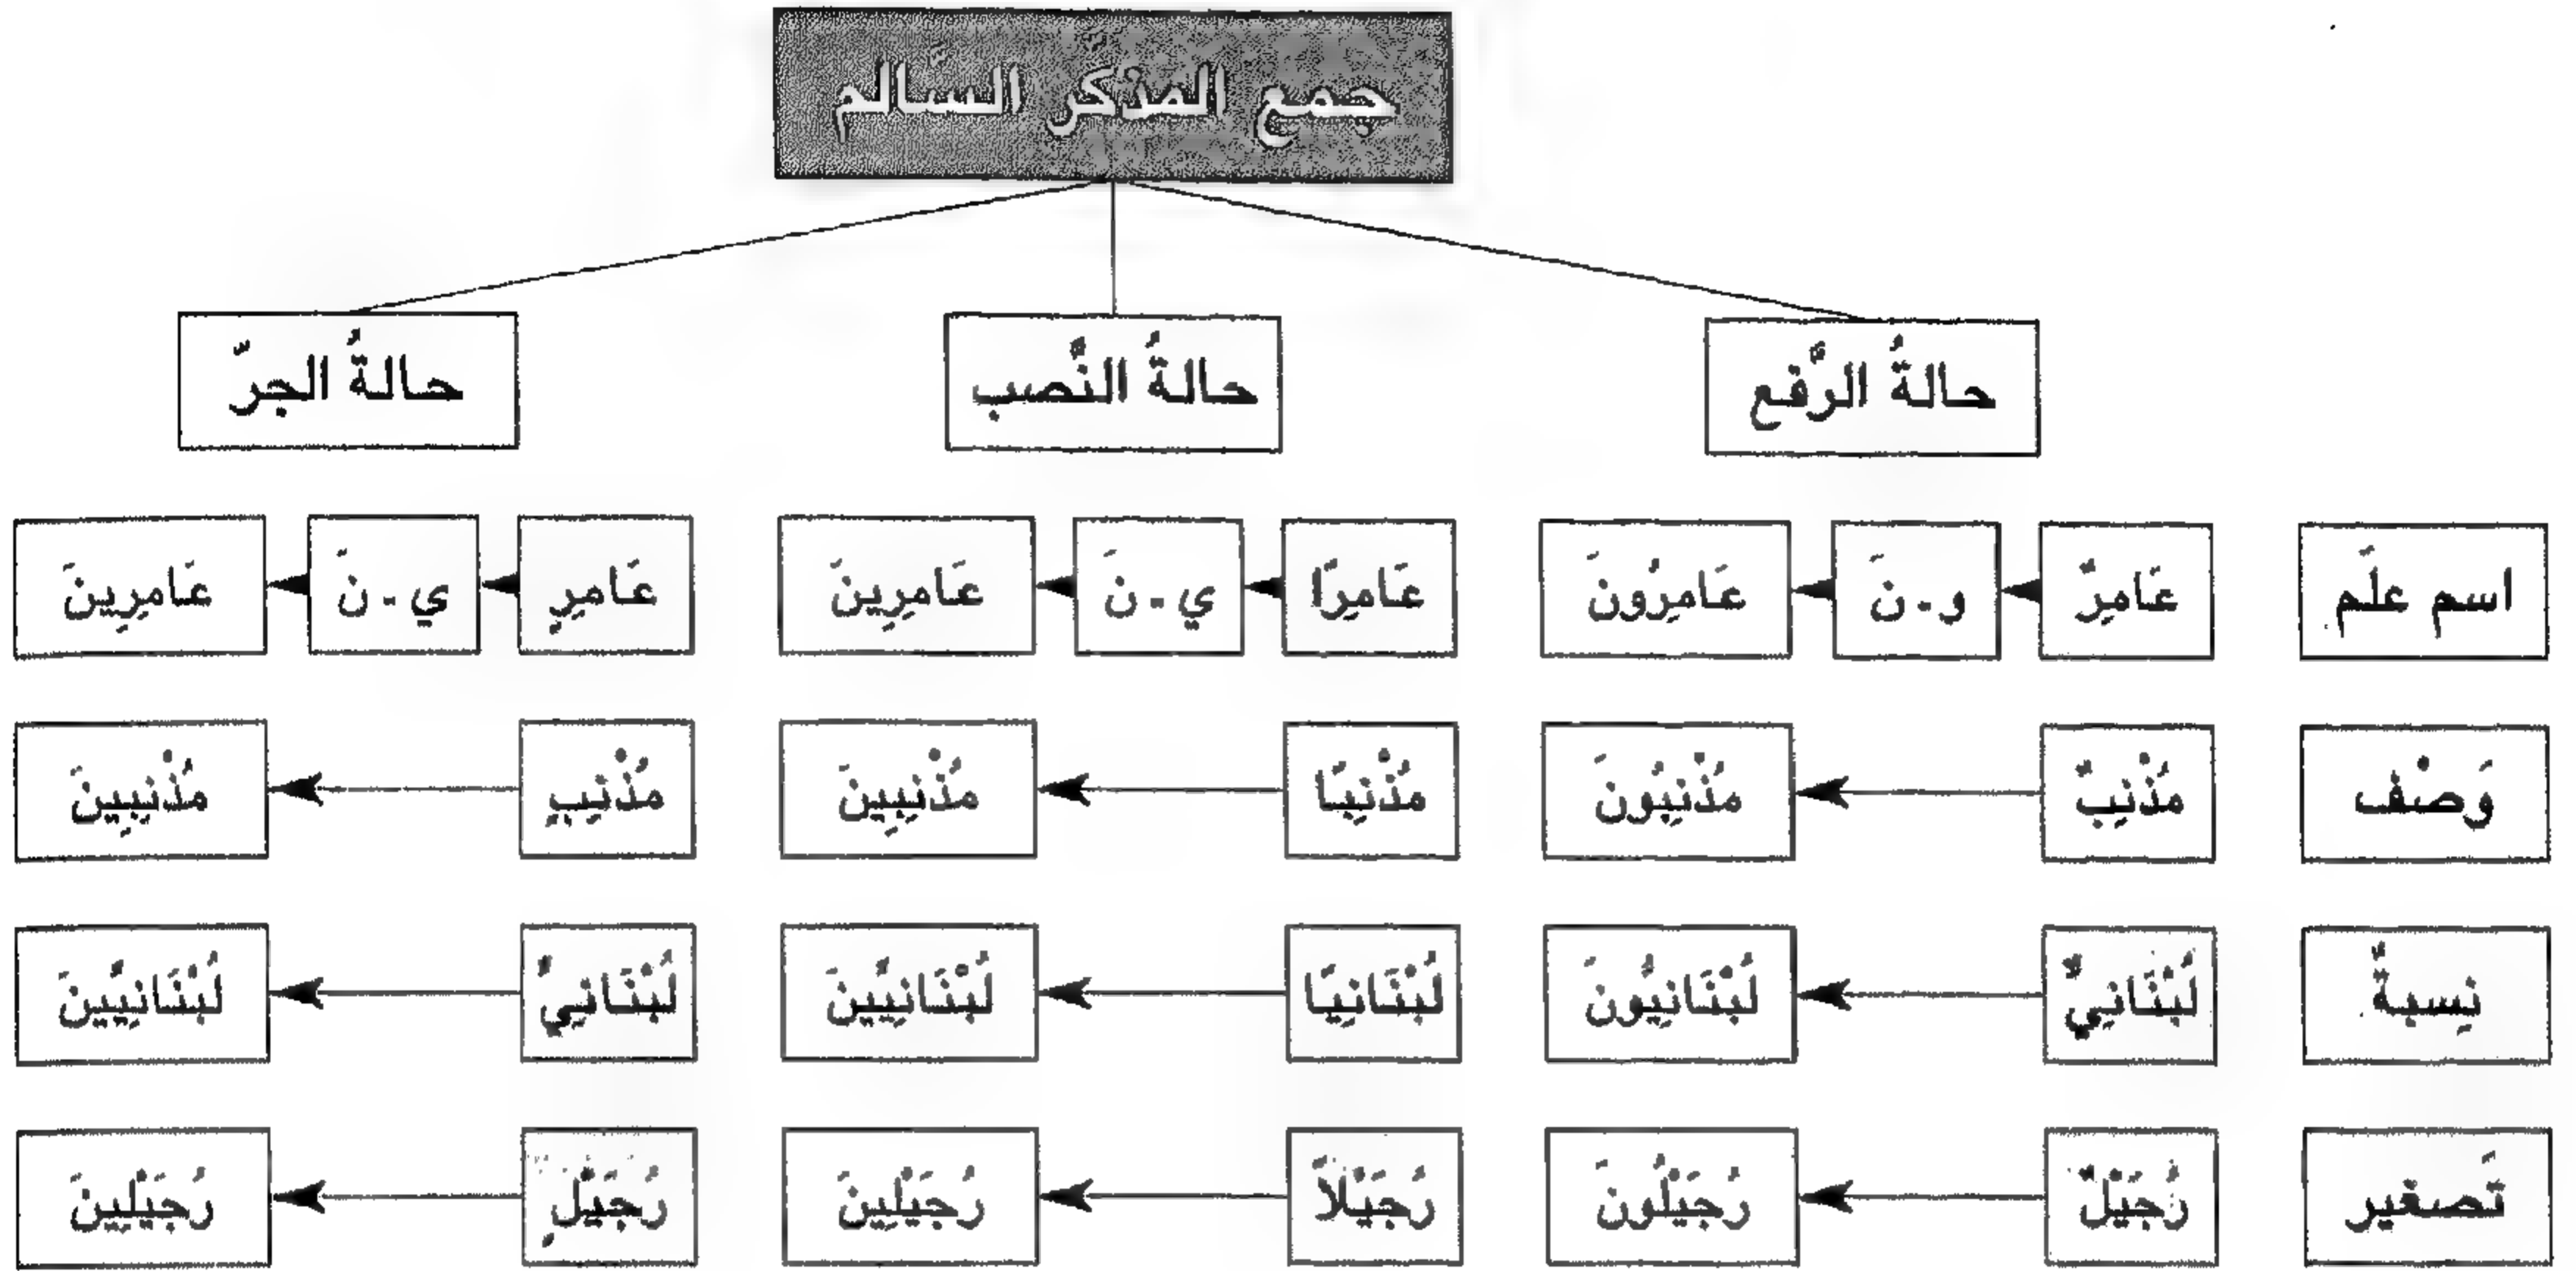 جمع المذكّر السّالم
حالةُ الرَّفع
حالةُ النَّصب
حالةُ الجرّ
اسم علَم
عَامِرٌ
و - نَ
عَامِرُونَ
عَامِرًا
ي - نَ
عَامِرِينَ
عَامِرٍ
ي - نَ
عَامِرِينَ
وَصْف
مُذْنِبٌ
مُذْنِبُونَ
مُذْنِبًا
مُذْنِبِينَ
مُذْنِبٍ
مُذْنِبِينَ
نِسبةٌ
لُبْنَانِيٌّ
لُبْنَانِيُّونَ
لُبْنَانِيًا
لُبْنَانِيِّينَ
لُبْنَانِيٍّ
لُبْنَانِيِّينَ
تَصغير
رُجَيْلٌ
رُجَيْلُونَ
رُجَيْلاً
رُجَيْلِينَ
رُجَيْلٍ
رُجَيْلِينَ